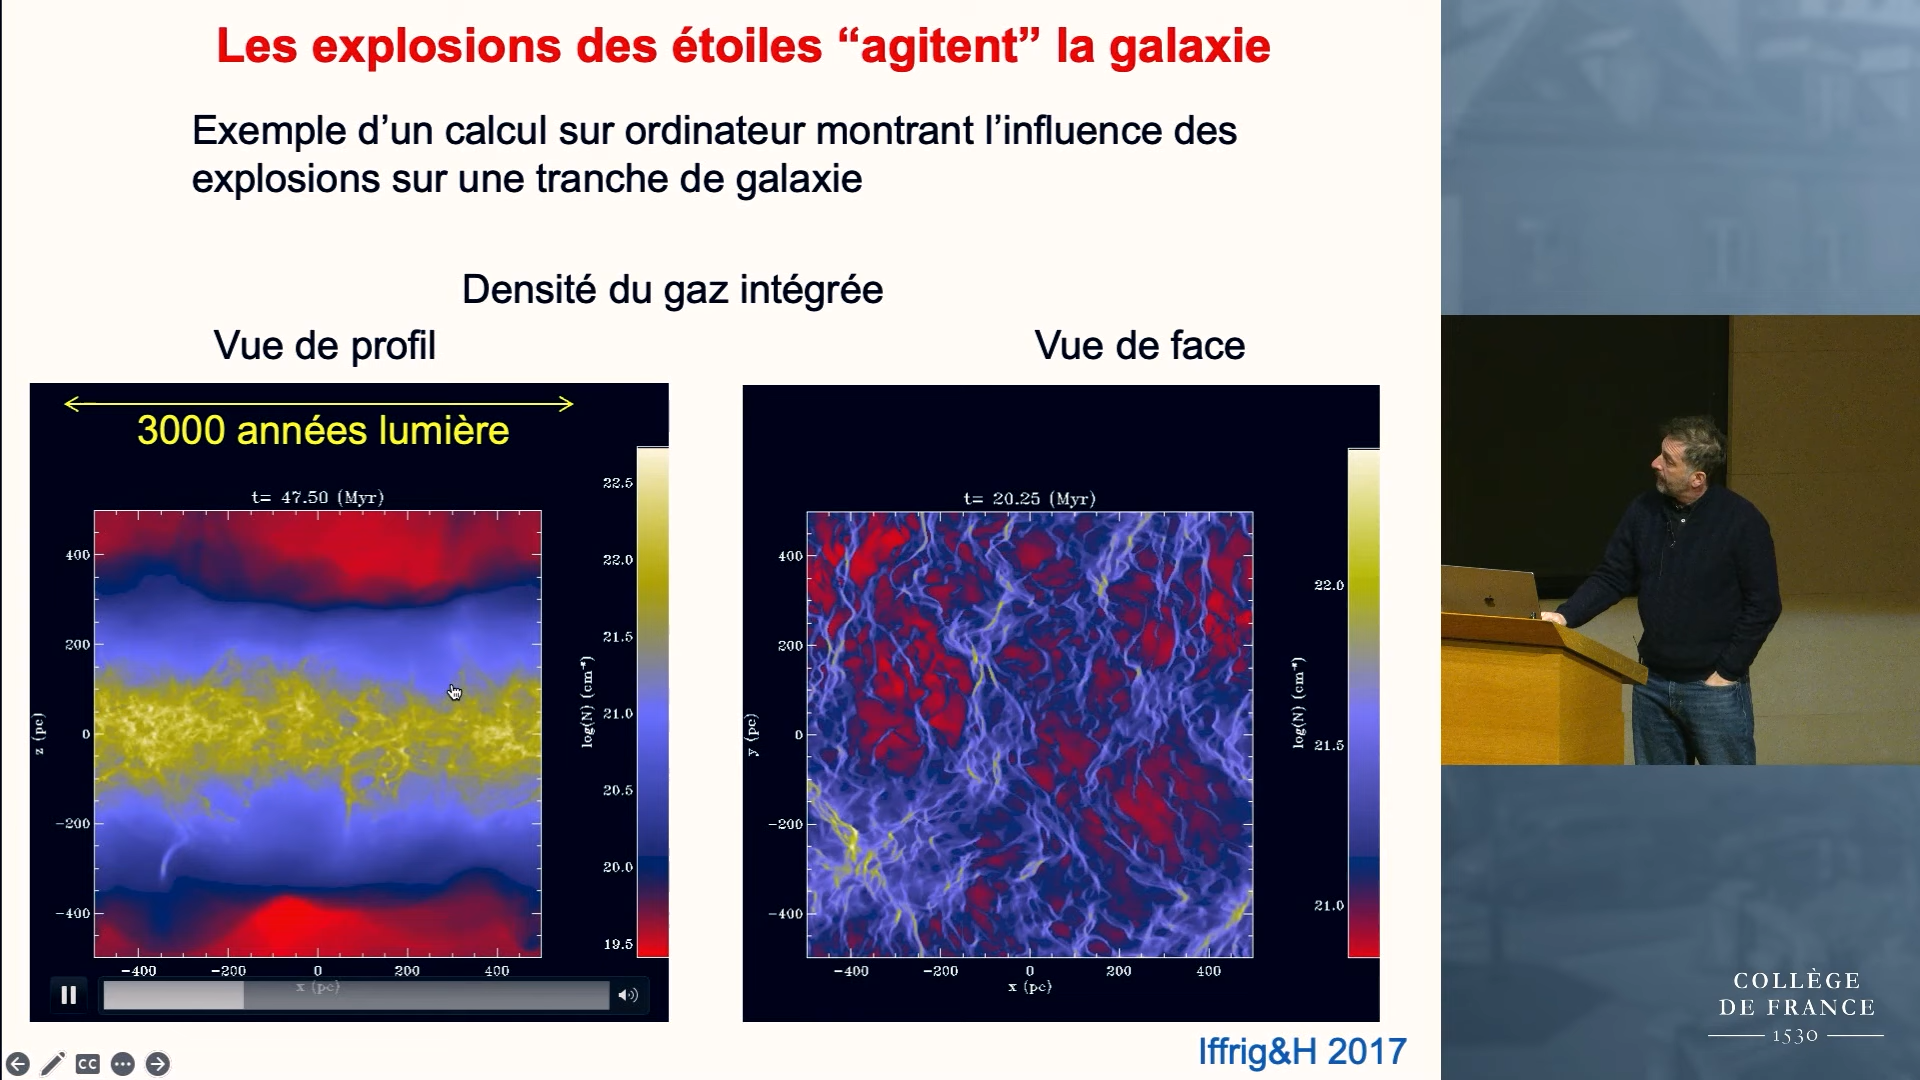 Les explosions des étoiles “agitent” la galaxie
Exemple d’un calcul sur ordinateur montrant l’influence des
explosions sur une tranche de galaxie
Densité du gaz intégrée
Vue de profil
Vue de face
3000 années lumière
t= 47.50 (Myr)
400
200
0
−200
−400
z (pc)
−400 −200 0 200 400
x (pc)
22.5
22.0
21.5
21.0
20.5
20.0
19.5
log(N) (cm⁻²)
t= 20.25 (Myr)
400
200
0
−200
−400
y (pc)
−400 −200 0 200 400
x (pc)
22.0
21.5
21.0
log(N) (cm⁻²)
Iffrig&H 2017
CC
COLLÈGE
DE FRANCE
1530